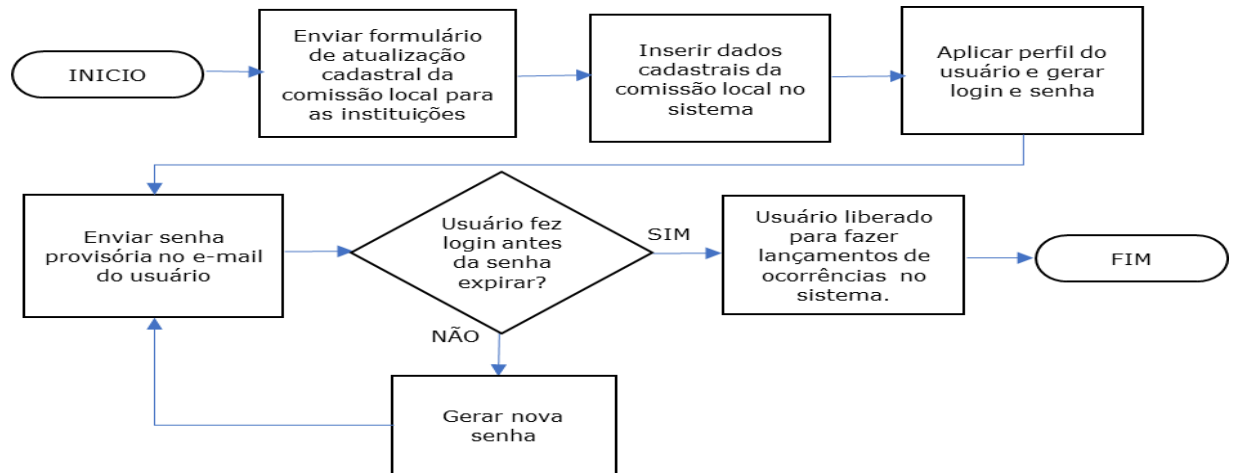 INICIO
Enviar formulário
de atualização
cadastral da
comissão local para
as instituições
Inserir dados
cadastrais da
comissão local no
sistema
Aplicar perfil do
usuário e gerar
login e senha
Enviar senha
provisória no e-mail
do usuário
Usuário fez
login antes
da senha
expirar?
SIM
NÃO
Usuário liberado
para fazer
lançamentos de
ocorrências no
sistema.
FIM
Gerar nova
senha